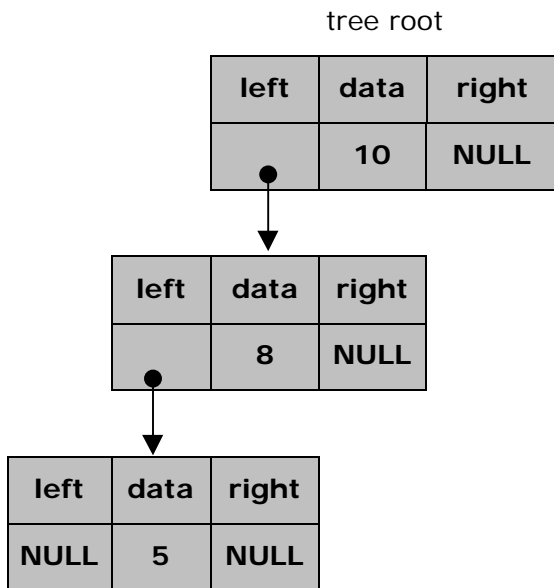 tree root
left data right
10 NULL
left data right
8 NULL
left data right
NULL 5 NULL